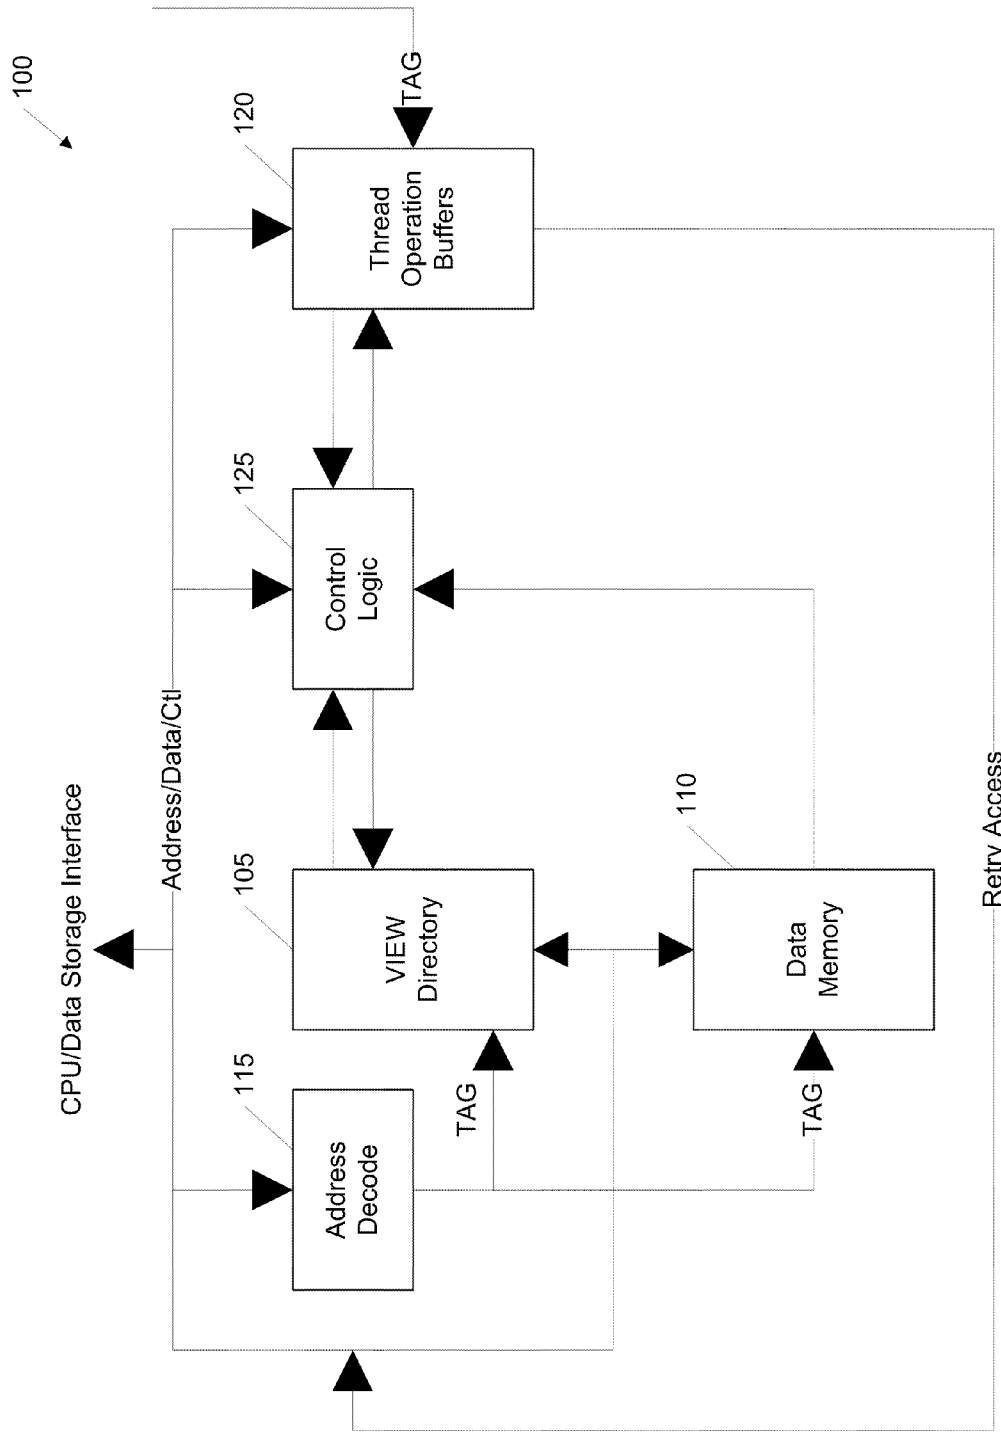 100
CPU/Data Storage Interface
Address/Data/Ctl
115
Address
Decode
105
VIEW
Directory
125
Control
Logic
120
Thread
Operation
Buffers
TAG
TAG
TAG
110
Data
Memory
Retry Access